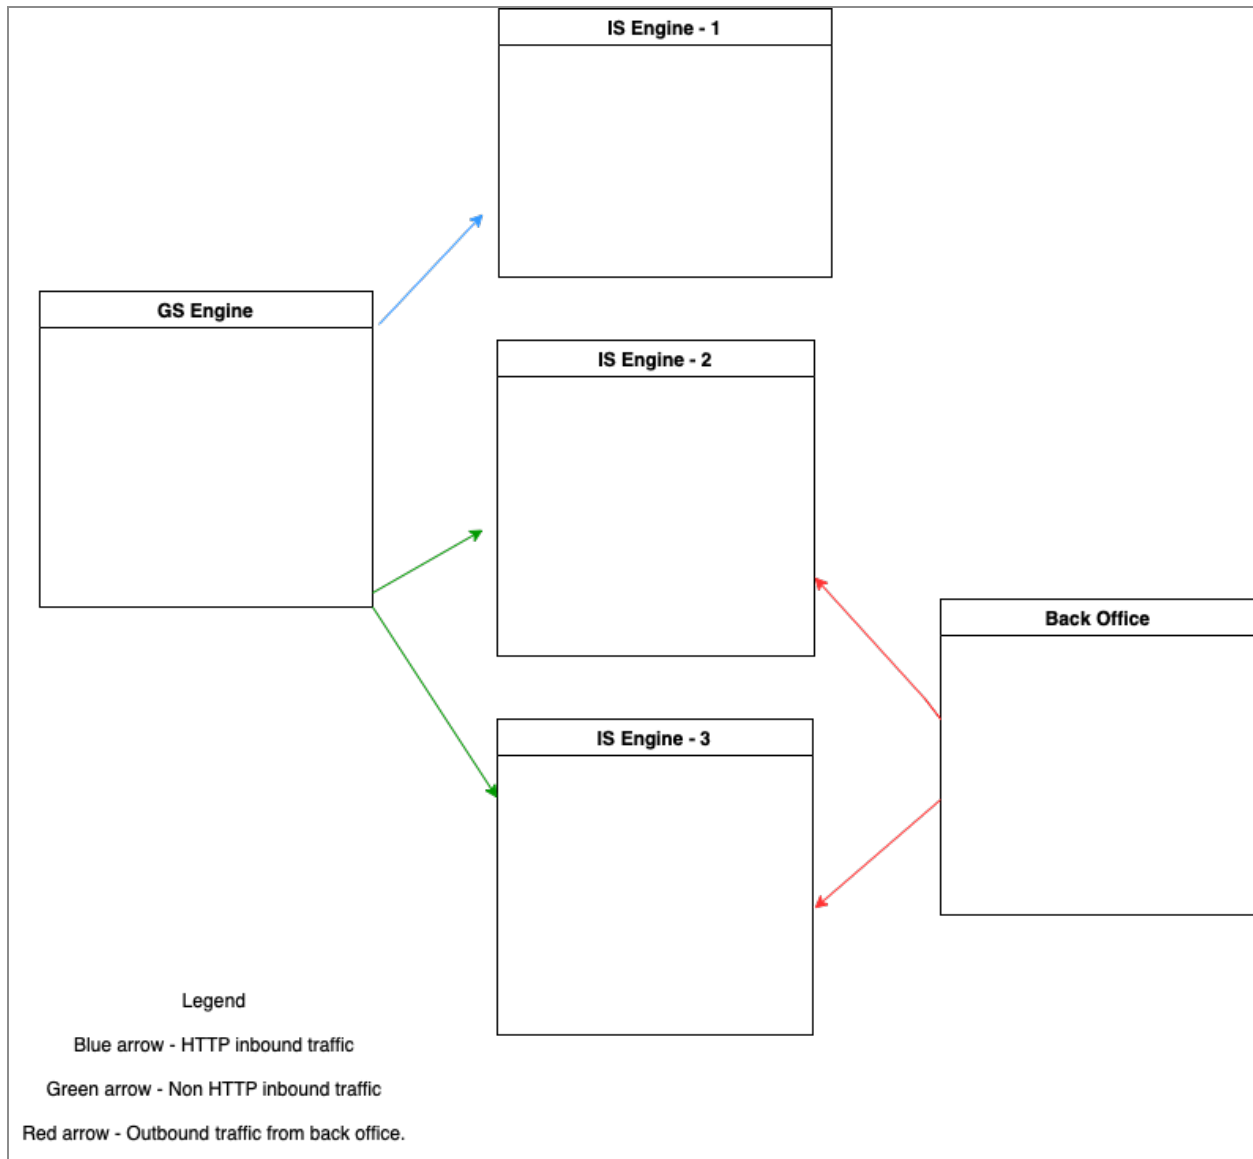 IS Engine - 1
GS Engine
IS Engine - 2
Back Office
IS Engine - 3
Legend
Blue arrow - HTTP inbound traffic
Green arrow - Non HTTP inbound traffic
Red arrow - Outbound traffic from back office.